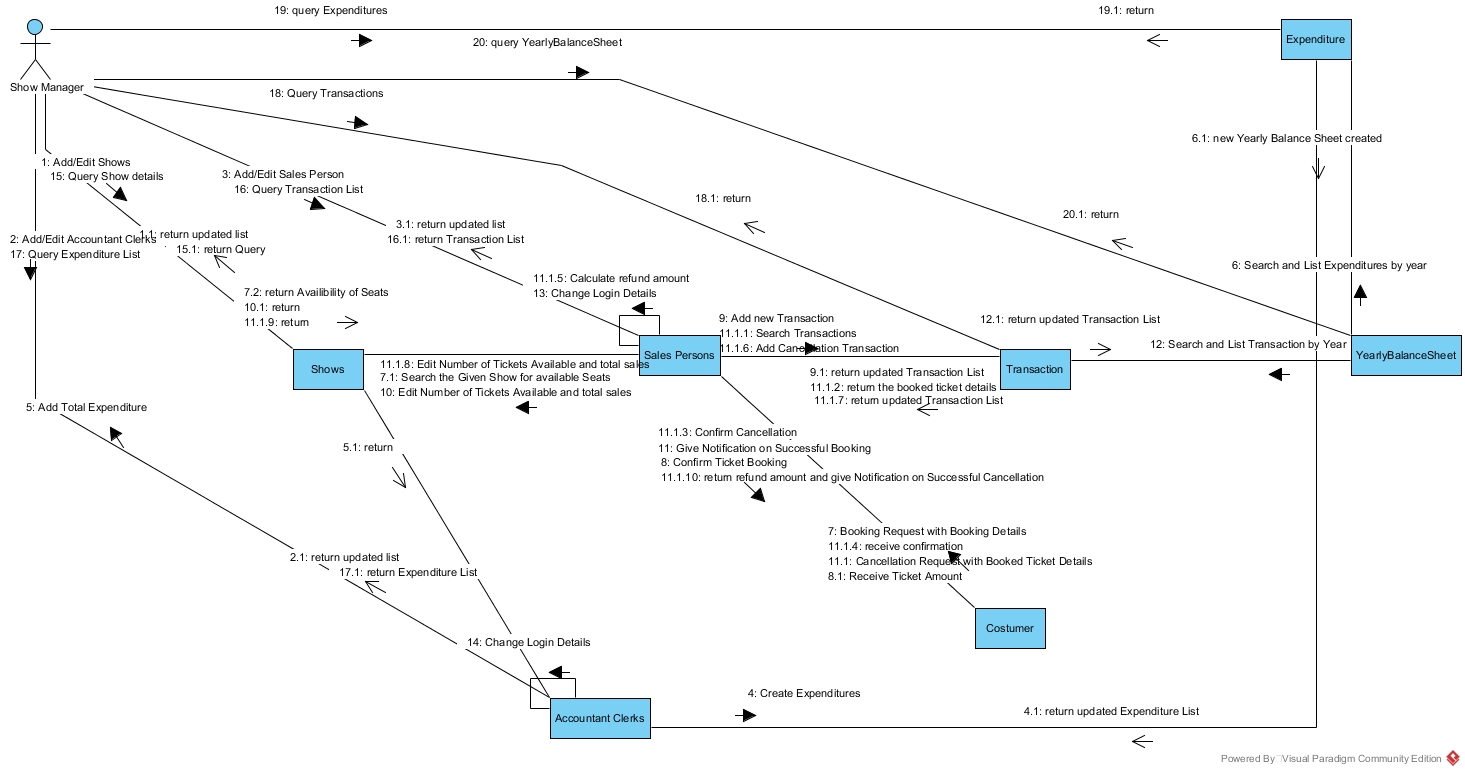 19: query Expenditures
19.1: return
Expenditure
20: query YearlyBalanceSheet
Show Manager
18: Query Transactions
6.1: new Yearly Balance Sheet created
1: Add/Edit Shows
15: Query Show details
3: Add/Edit Sales Person
16: Query Transaction List
18.1: return
20.1: return
3.1: return updated list
16.1: return Transaction List
2: Add/Edit Accountant Clerks
17: Query Expenditure List
1.1: return updated list
15.1: return Query
6: Search and List Expenditures by year
11.1.5: Calculate refund amount
13: Change Login Details
7.2: return Availibility of Seats
10.1: return
11.1.9: return
9: Add new Transaction
11.1.1: Search Transactions
11.1.6: Add Cancellation Transaction
12.1: return updated Transaction List
12: Search and List Transaction by Year
Shows
Sales Persons
Transaction
YearlyBalanceSheet
11.1.8: Edit Number of Tickets Available and total sales
7.1: Search the Given Show for available Seats
10: Edit Number of Tickets Available and total sales
9.1: return updated Transaction List
11.1.2: return the booked ticket details
11.1.7: return updated Transaction List
5: Add Total Expenditure
5.1: return
11.1.3: Confirm Cancellation
11: Give Notification on Successful Booking
8: Confirm Ticket Booking
11.1.10: return refund amount and give Notification on Successful Cancellation
7: Booking Request with Booking Details
11.1.4: receive confirmation
11.1: Cancellation Request with Booked Ticket Details
8.1: Receive Ticket Amount
2.1: return updated list
17.1: return Expenditure List
Costumer
14: Change Login Details
4: Create Expenditures
4.1: return updated Expenditure List
Accountant Clerks
Powered By Visual Paradigm Community Edition